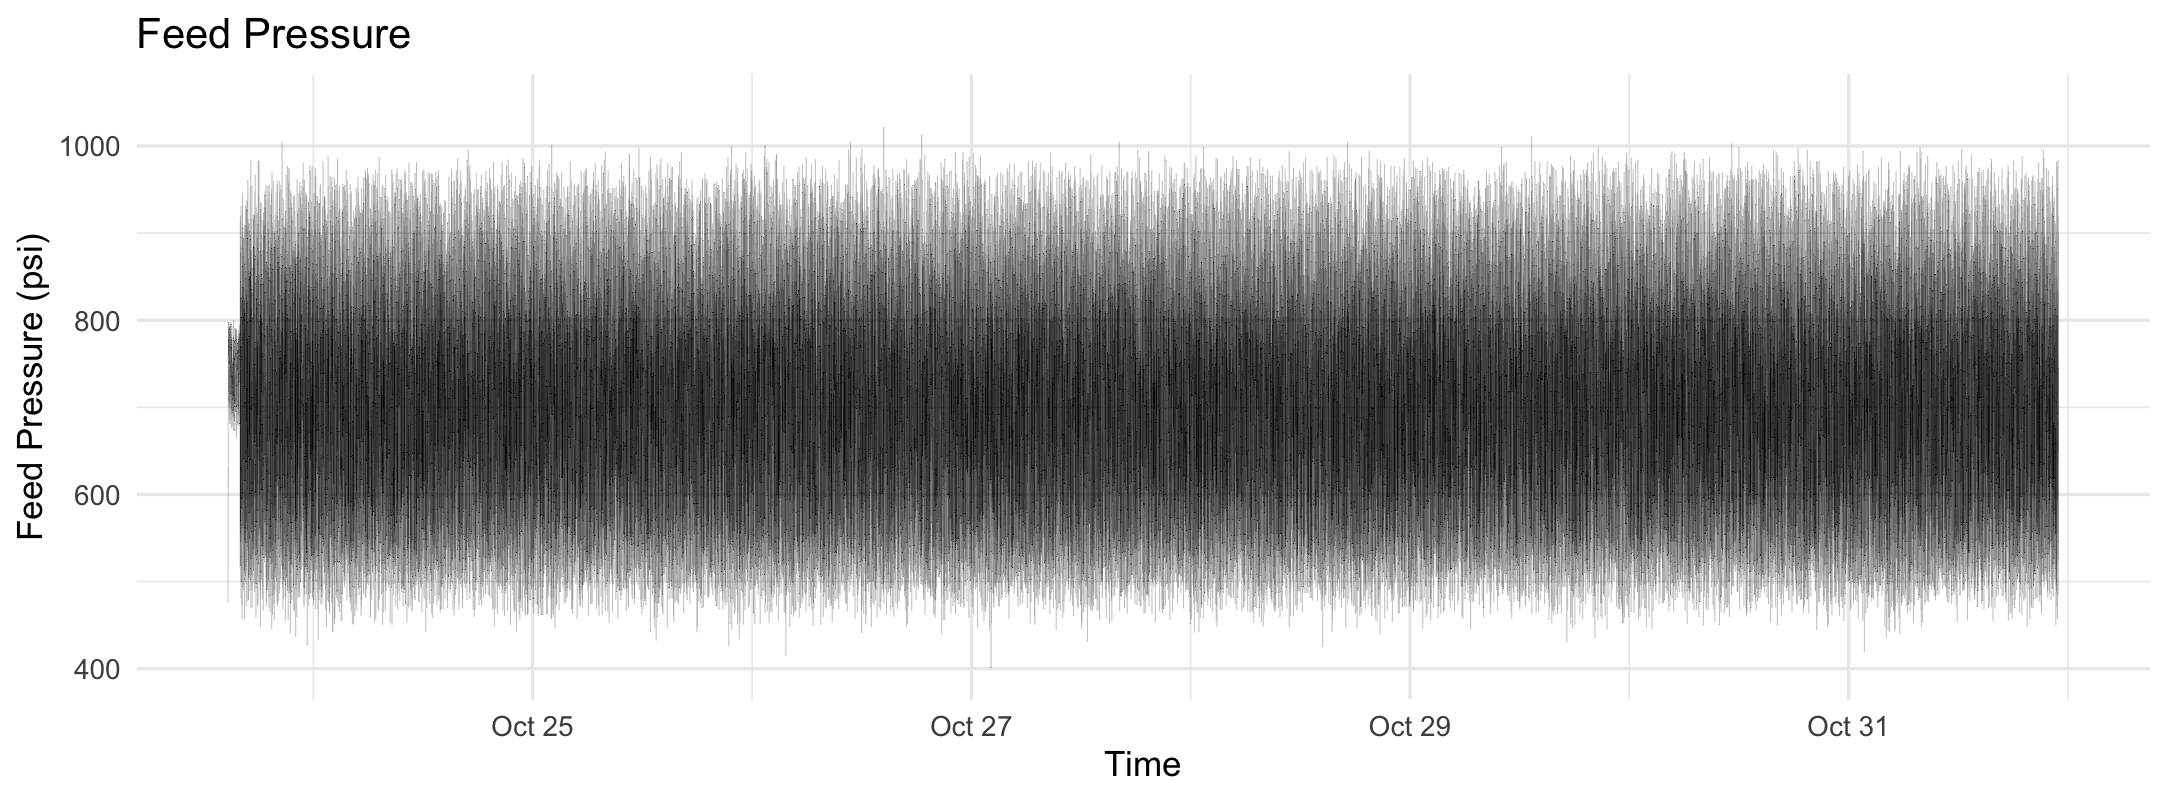 Feed Pressure
1000
800
600
400
Feed Pressure (psi)
Oct 25
Oct 27
Oct 29
Oct 31
Time